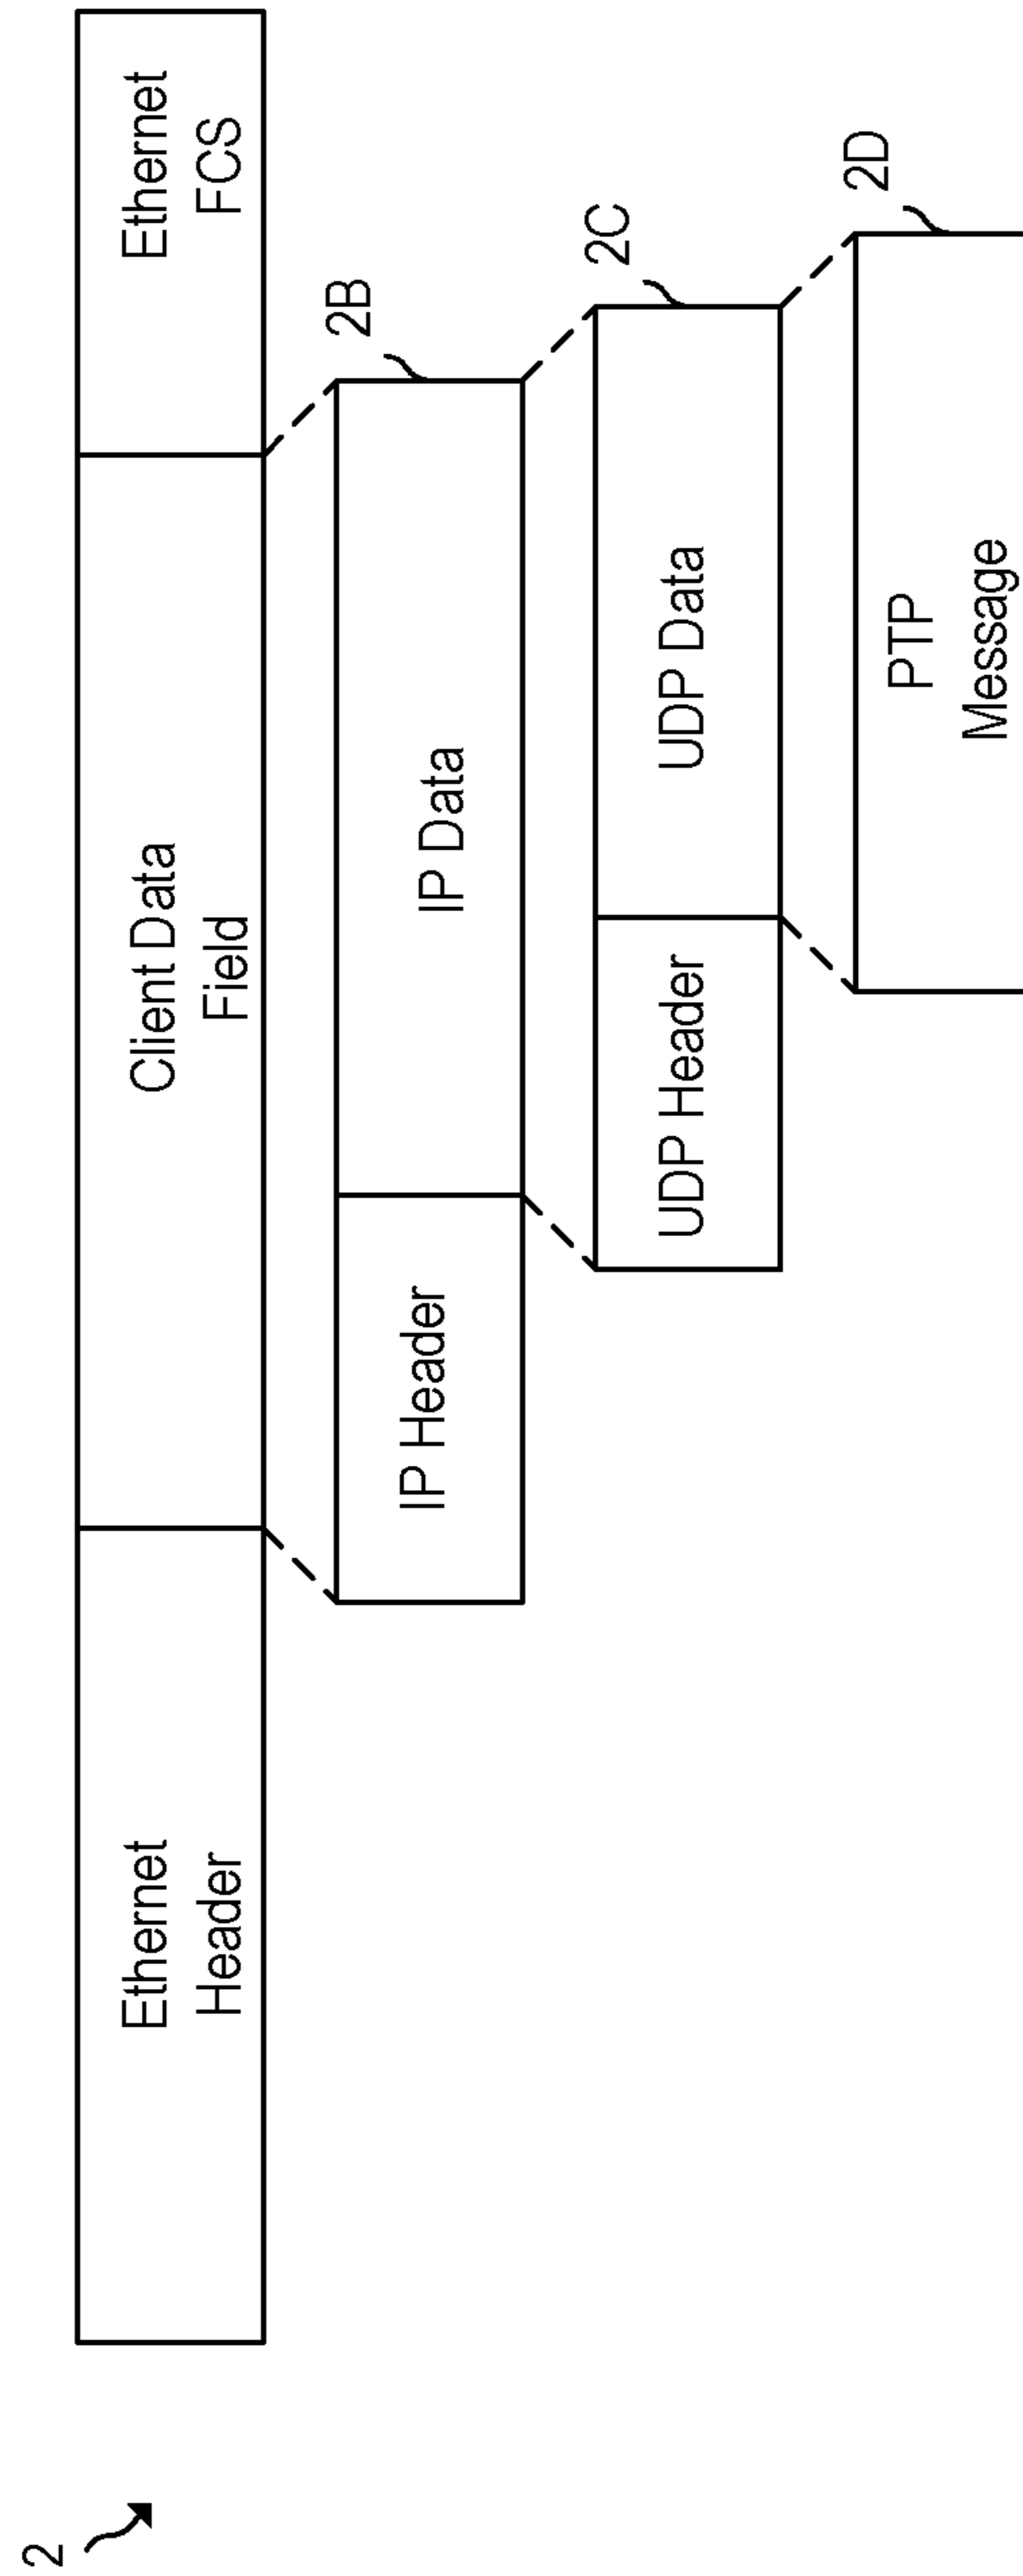 2
Ethernet
Header
Client Data
Field
Ethernet
FCS
2B
IP Header
IP Data
2C
UDP Header
UDP Data
2D
PTP
Message